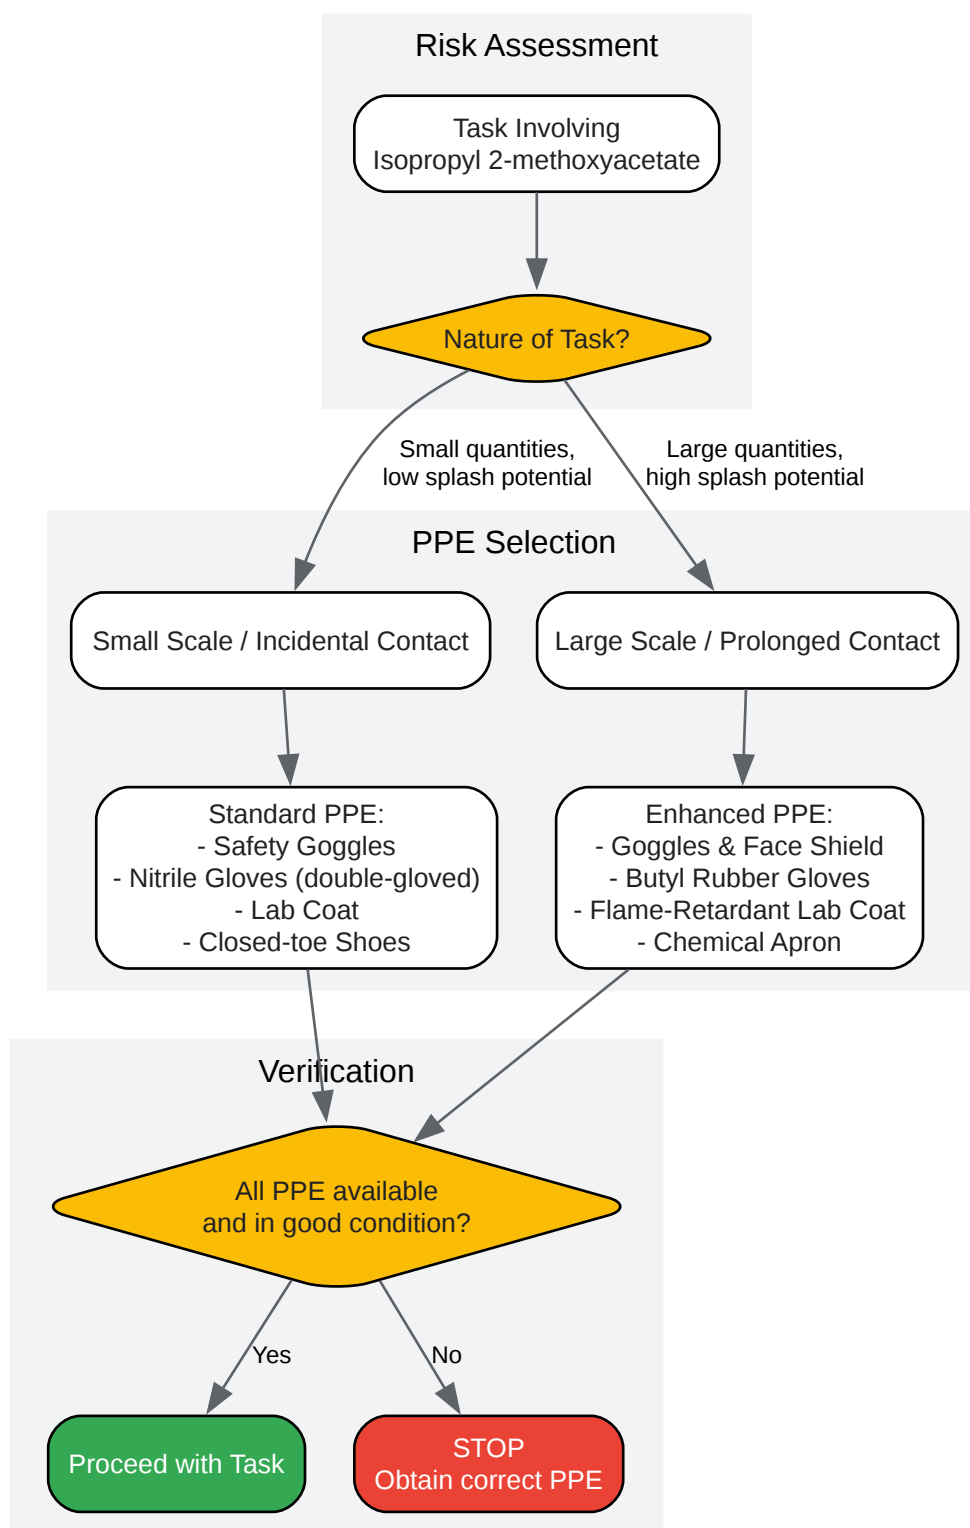 Risk Assessment
Task Involving
Isopropyl 2-methoxyacetate
Nature of Task?
Small quantities,
low splash potential
Large quantities,
high splash potential
PPE Selection
Small Scale / Incidental Contact
Large Scale / Prolonged Contact
Standard PPE:
- Safety Goggles
- Nitrile Gloves (double-gloved)
- Lab Coat
- Closed-toe Shoes
Enhanced PPE:
- Goggles & Face Shield
- Butyl Rubber Gloves
- Flame-Retardant Lab Coat
- Chemical Apron
Verification
All PPE available
and in good condition?
Yes
No
Proceed with Task
STOP
Obtain correct PPE